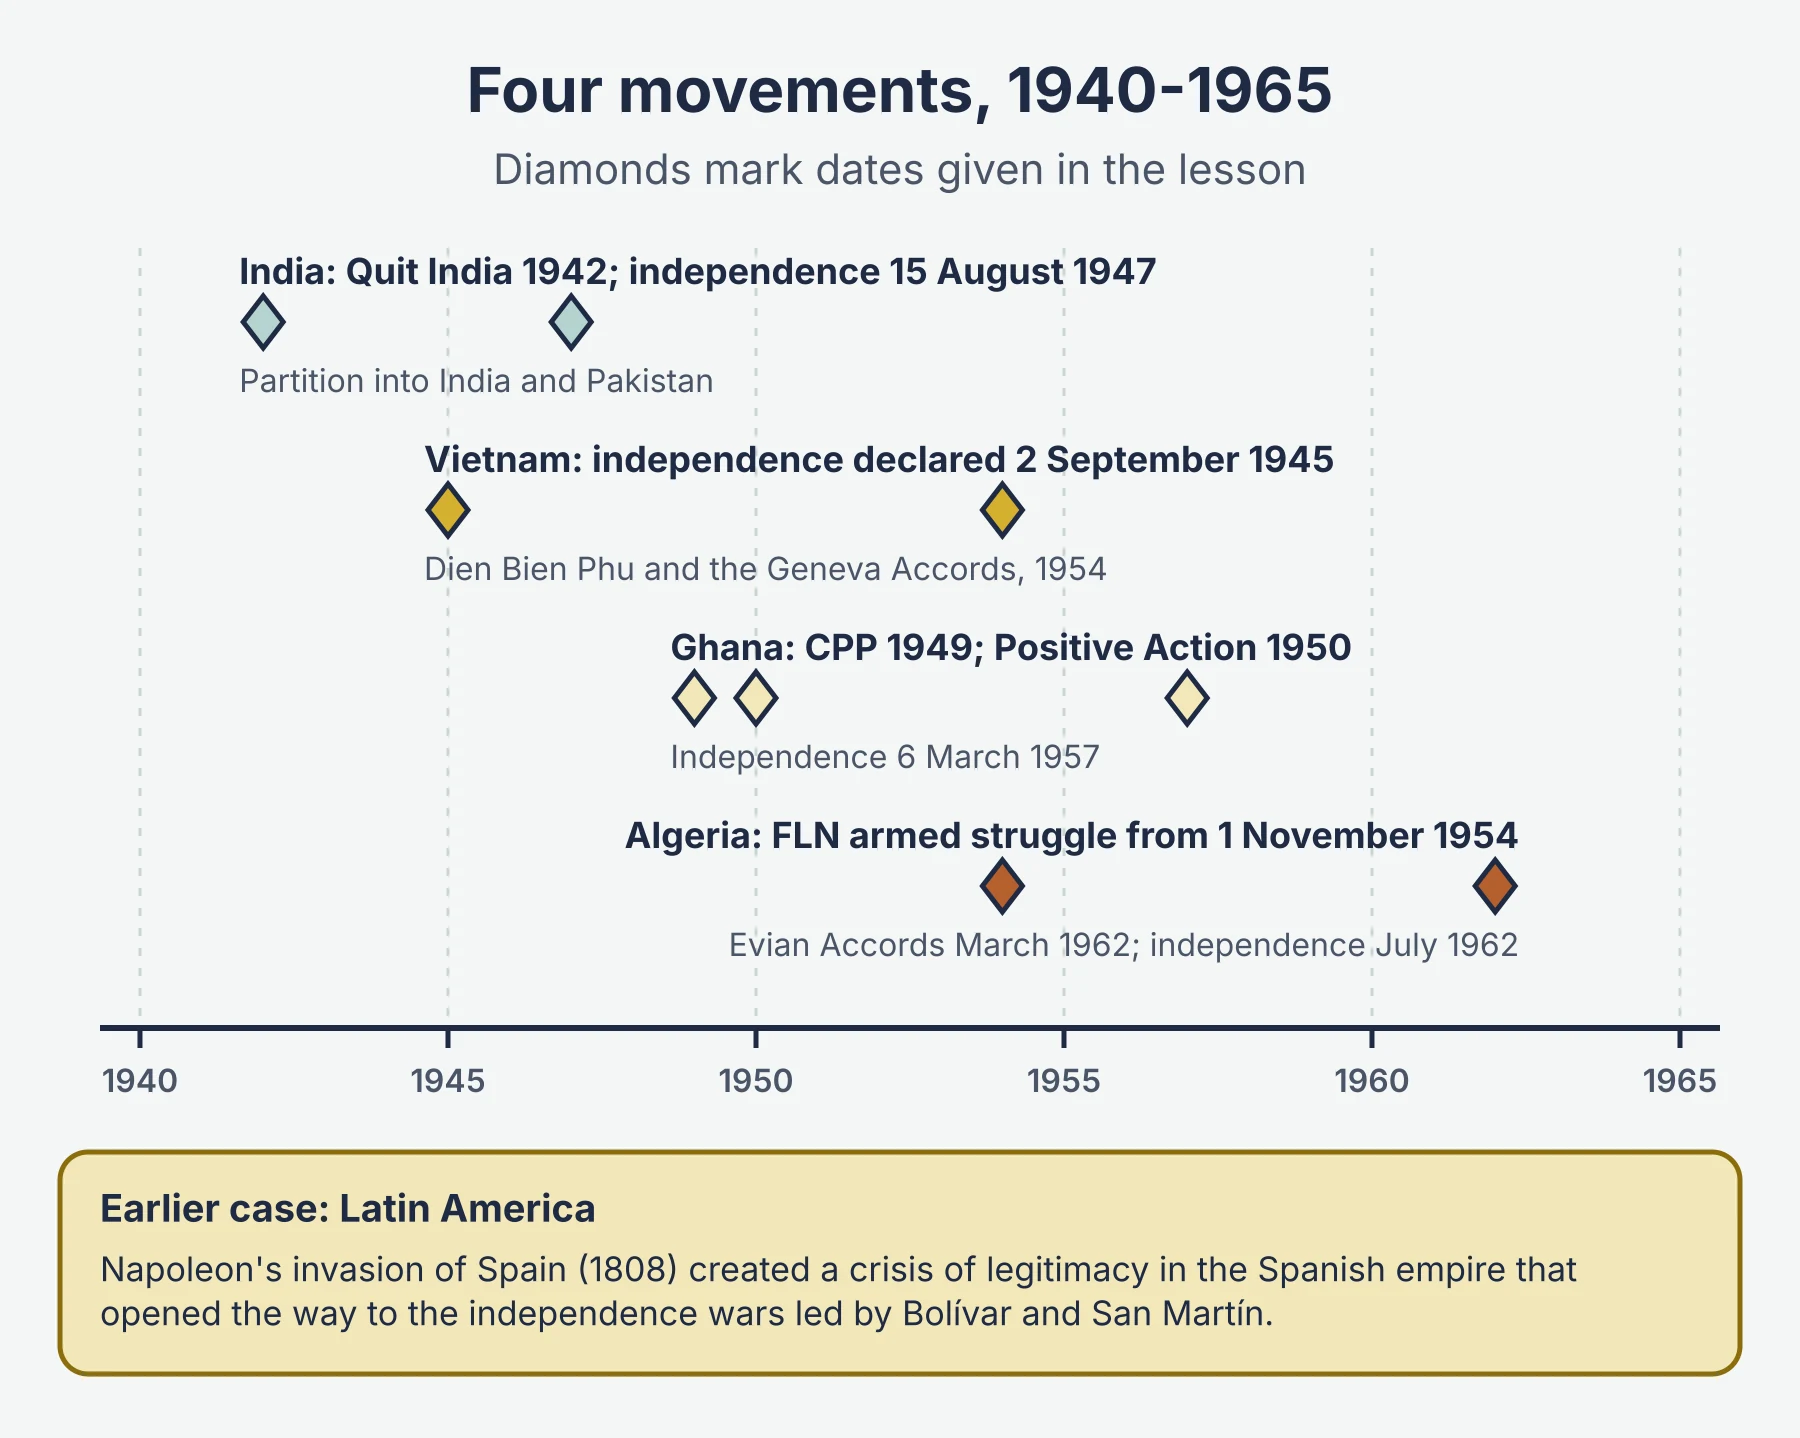 Four movements, 1940-1965
Diamonds mark dates given in the lesson
India: Quit India 1942; independence 15 August 1947
Partition into India and Pakistan
Vietnam: independence declared 2 September 1945
Dien Bien Phu and the Geneva Accords, 1954
Ghana: CPP 1949; Positive Action 1950
Independence 6 March 1957
Algeria: FLN armed struggle from 1 November 1954
Evian Accords March 1962; independence July 1962
1940 1945 1950 1955 1960 1965
Earlier case: Latin America
Napoleon's invasion of Spain (1808) created a crisis of legitimacy in the Spanish empire that
opened the way to the independence wars led by Bolívar and San Martín.